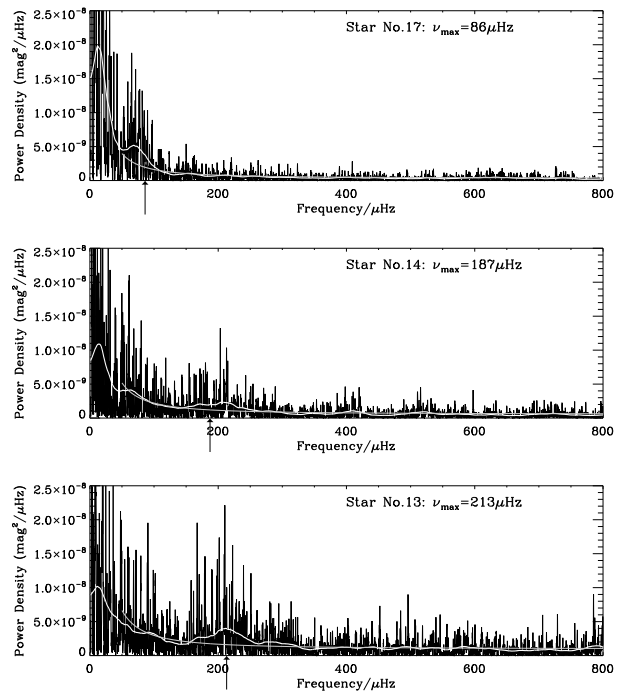 Star No.17: νmax=86μHz
Power Density (mag²/μHz)
2.5×10⁻⁸
2.0×10⁻⁸
1.5×10⁻⁸
1.0×10⁻⁸
5.0×10⁻⁹
0
0 200 400 600 800
Frequency/μHz
Star No.14: νmax=187μHz
Power Density (mag²/μHz)
2.5×10⁻⁸
2.0×10⁻⁸
1.5×10⁻⁸
1.0×10⁻⁸
5.0×10⁻⁹
0
0 200 400 600 800
Frequency/μHz
Star No.13: νmax=213μHz
Power Density (mag²/μHz)
2.5×10⁻⁸
2.0×10⁻⁸
1.5×10⁻⁸
1.0×10⁻⁸
5.0×10⁻⁹
0
0 200 400 600 800
Frequency/μHz